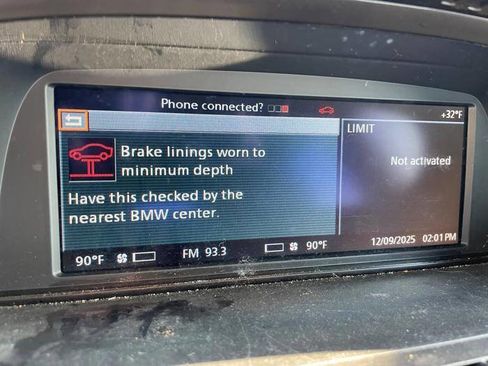 Phone connected?
+32°F
LIMIT
Brake linings worn to
minimum depth
Not activated
Have this checked by the
nearest BMW center.
90°F FM 93.3 90°F 12/09/2025 02:01 PM